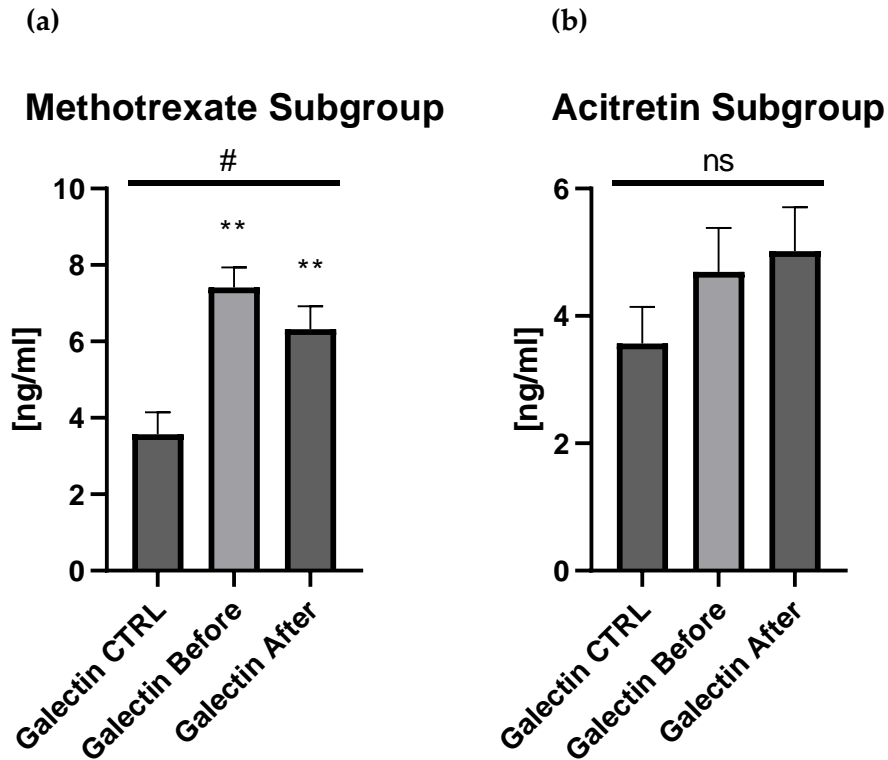 (a)
Methotrexate Subgroup
#
**
**
10
8
6
4
2
0
[ng/ml]
Galectin CTRL
Galectin Before
Galectin After
(b)
Acitretin Subgroup
ns
6
4
2
0
[ng/ml]
Galectin CTRL
Galectin Before
Galectin After